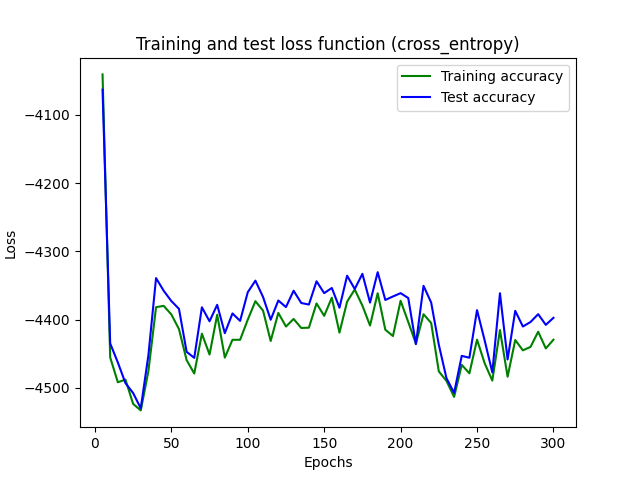 Training and test loss function (cross_entropy)
Training accuracy
Test accuracy
−4100
−4200
−4300
−4400
−4500
Loss
0
50
100
150
200
250
300
Epochs